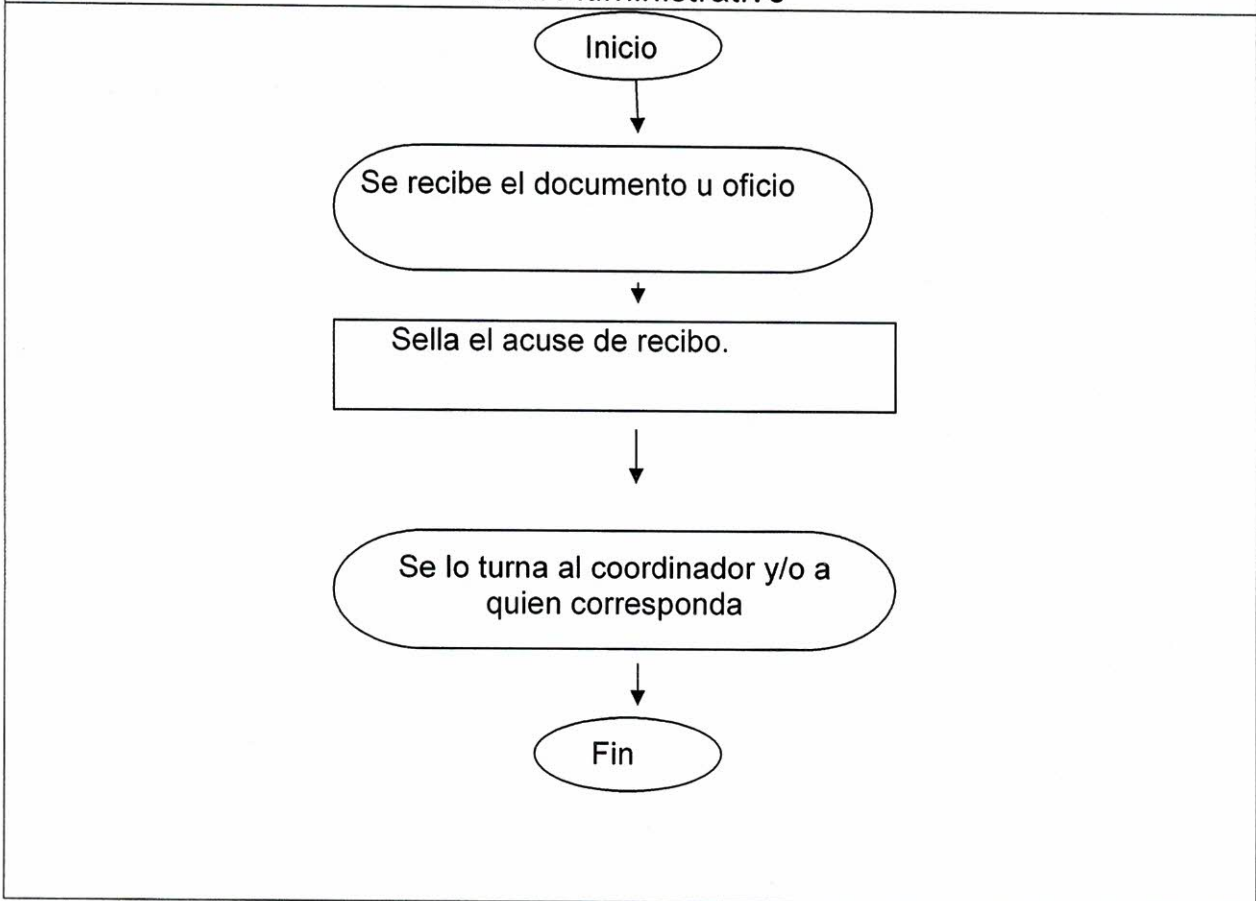 Inicio
Se recibe el documento u oficio
Sella el acuse de recibo.
Se lo turna al coordinador y/o a
quien corresponda
Fin